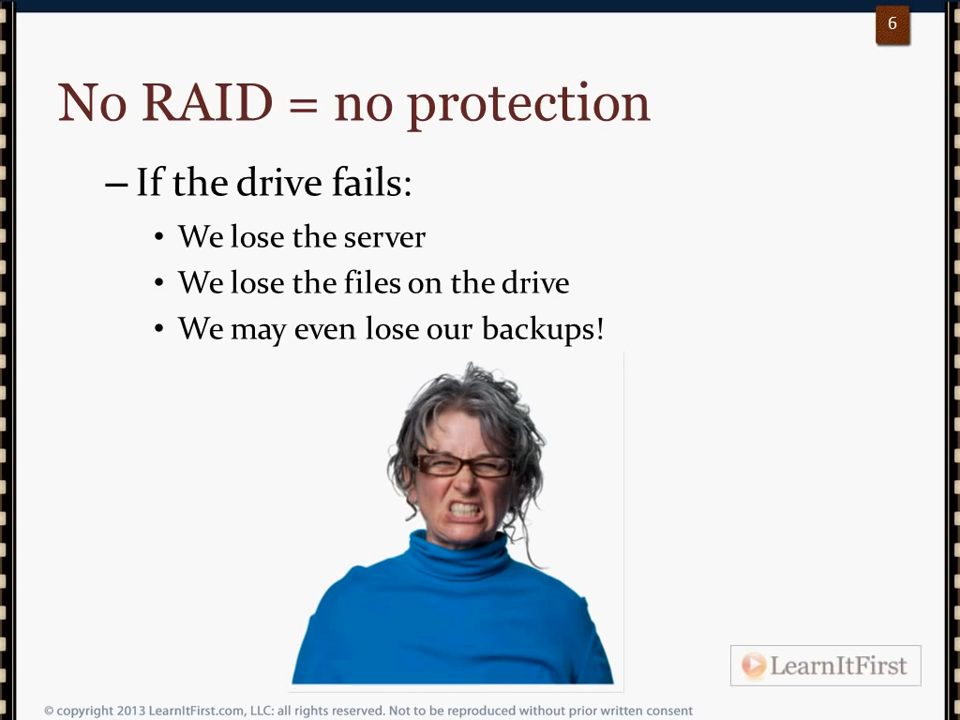 6
No RAID = no protection
– If the drive fails:
• We lose the server
• We lose the files on the drive
• We may even lose our backups!
LearnItFirst
© copyright 2013 LearnItFirst.com, LLC: all rights reserved. Not to be reproduced without prior written consent